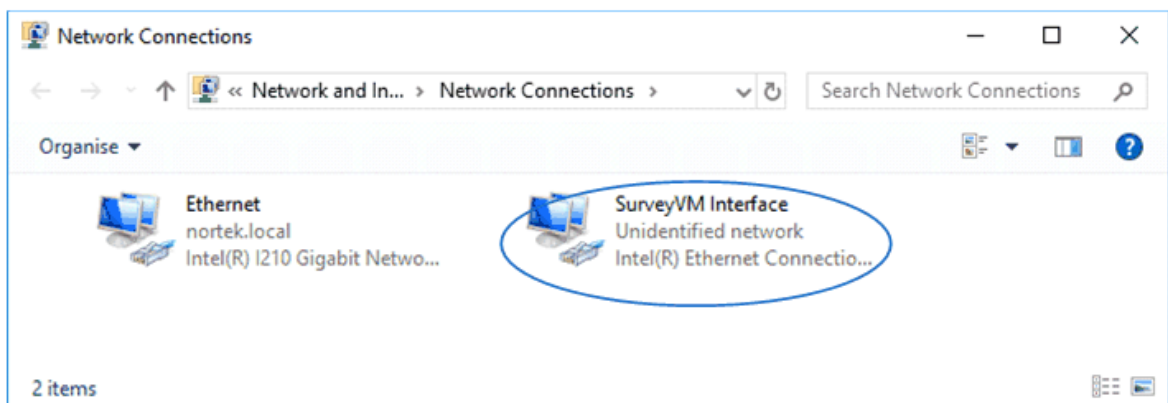 Network Connections
« Network and In... › Network Connections ›
Search Network Connections
Organise
?
Ethernet
nortek.local
Intel(R) I210 Gigabit Netwo...
SurveyVM Interface
Unidentified network
Intel(R) Ethernet Connectio...
2 items